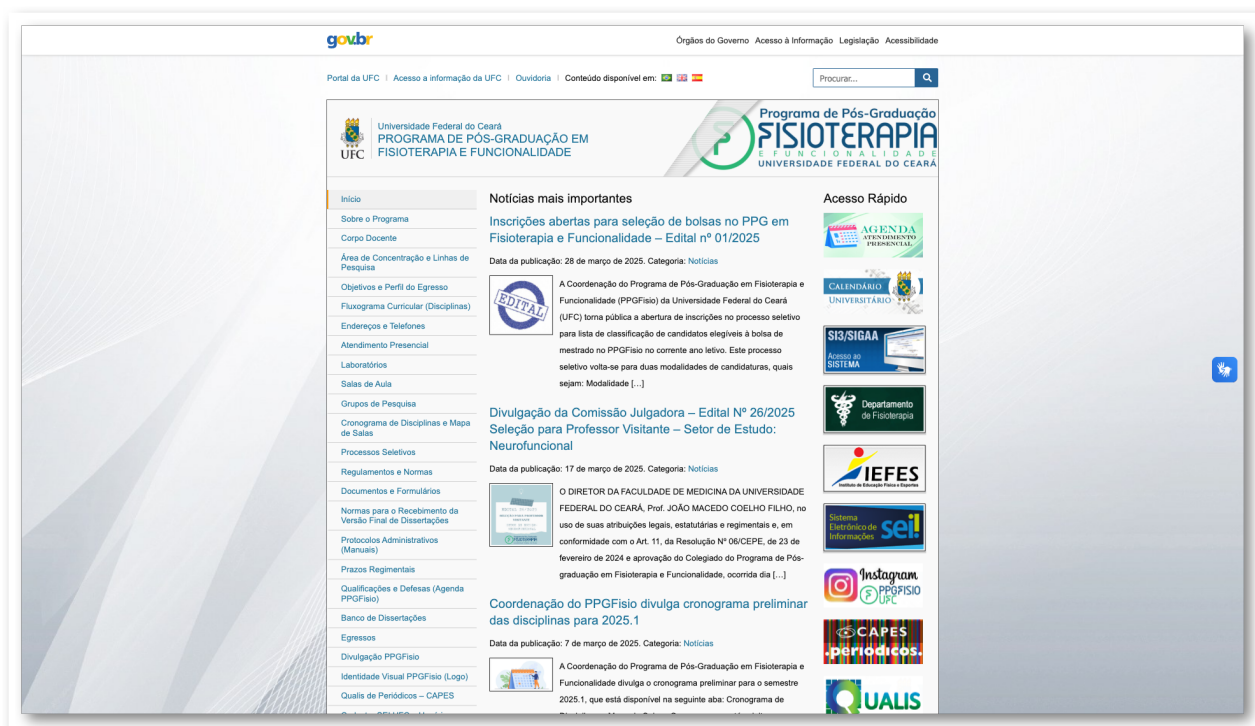 gov.br
Órgãos do Governo Acesso à Informação Legislação Acessibilidade
Portal da UFC | Acesso a informação da UFC | Ouvidoria | Conteúdo disponível em:
Procurar...
UFC
Universidade Federal do Ceará
PROGRAMA DE PÓS-GRADUAÇÃO EM
FISIOTERAPIA E FUNCIONALIDADE
Programa de Pós-Graduação
FISIOTERAPIA
E FUNCIONALIDADE
UNIVERSIDADE FEDERAL DO CEARÁ
Início
Sobre o Programa
Corpo Docente
Área de Concentração e Linhas de
Pesquisa
Objetivos e Perfil do Egresso
Fluxograma Curricular (Disciplinas)
Endereços e Telefones
Atendimento Presencial
Laboratórios
Salas de Aula
Grupos de Pesquisa
Cronograma de Disciplinas e Mapa
de Salas
Processos Seletivos
Regulamentos e Normas
Documentos e Formulários
Normas para o Recebimento da
Versão Final de Dissertações
Protocolos Administrativos
(Manuais)
Prazos Regimentais
Qualificações e Defesas (Agenda
PPGFisio)
Banco de Dissertações
Egressos
Divulgação PPGFisio
Identidade Visual PPGFisio (Logo)
Qualis de Periódicos – CAPES
Notícias mais importantes
Inscrições abertas para seleção de bolsas no PPG em
Fisioterapia e Funcionalidade – Edital nº 01/2025
Data da publicação: 28 de março de 2025. Categoria: Notícias
EDITAL
A Coordenação do Programa de Pós-Graduação em Fisioterapia e
Funcionalidade (PPGFisio) da Universidade Federal do Ceará
(UFC) torna pública a abertura de inscrições no processo seletivo
para lista de classificação de candidatos elegíveis à bolsa de
mestrado no PPGFisio no corrente ano letivo. Este processo
seletivo volta-se para duas modalidades de candidaturas, quais
sejam: Modalidade […]
Divulgação da Comissão Julgadora – Edital Nº 26/2025
Seleção para Professor Visitante – Setor de Estudo:
Neurofuncional
Data da publicação: 17 de março de 2025. Categoria: Notícias
O DIRETOR DA FACULDADE DE MEDICINA DA UNIVERSIDADE
FEDERAL DO CEARÁ, Prof. JOÃO MACEDO COELHO FILHO, no
uso de suas atribuições legais, estatutárias e regimentais e, em
conformidade com o Art. 11, da Resolução Nº 06/CEPE, de 23 de
fevereiro de 2024 e aprovação do Colegiado do Programa de Pós-
graduação em Fisioterapia e Funcionalidade, ocorrida dia […]
Coordenação do PPGFisio divulga cronograma preliminar
das disciplinas para 2025.1
Data da publicação: 7 de março de 2025. Categoria: Notícias
A Coordenação do Programa de Pós-Graduação em Fisioterapia e
Funcionalidade divulga o cronograma preliminar para o semestre
2025.1, que está disponível na seguinte aba: Cronograma de
Acesso Rápido
AGENDA
ATENDIMENTO
PRESENCIAL
CALENDÁRIO
UNIVERSITÁRIO
SI3/SIGAA
Acesso ao
SISTEMA
Departamento
de Fisioterapia
IEFES
Instituto de Educação Física e Esportes
Sistema
Eletrônico de
Informações
sei!
Instagram
PPGFISIO
UFC
CAPES
.periodicos.
QUALIS